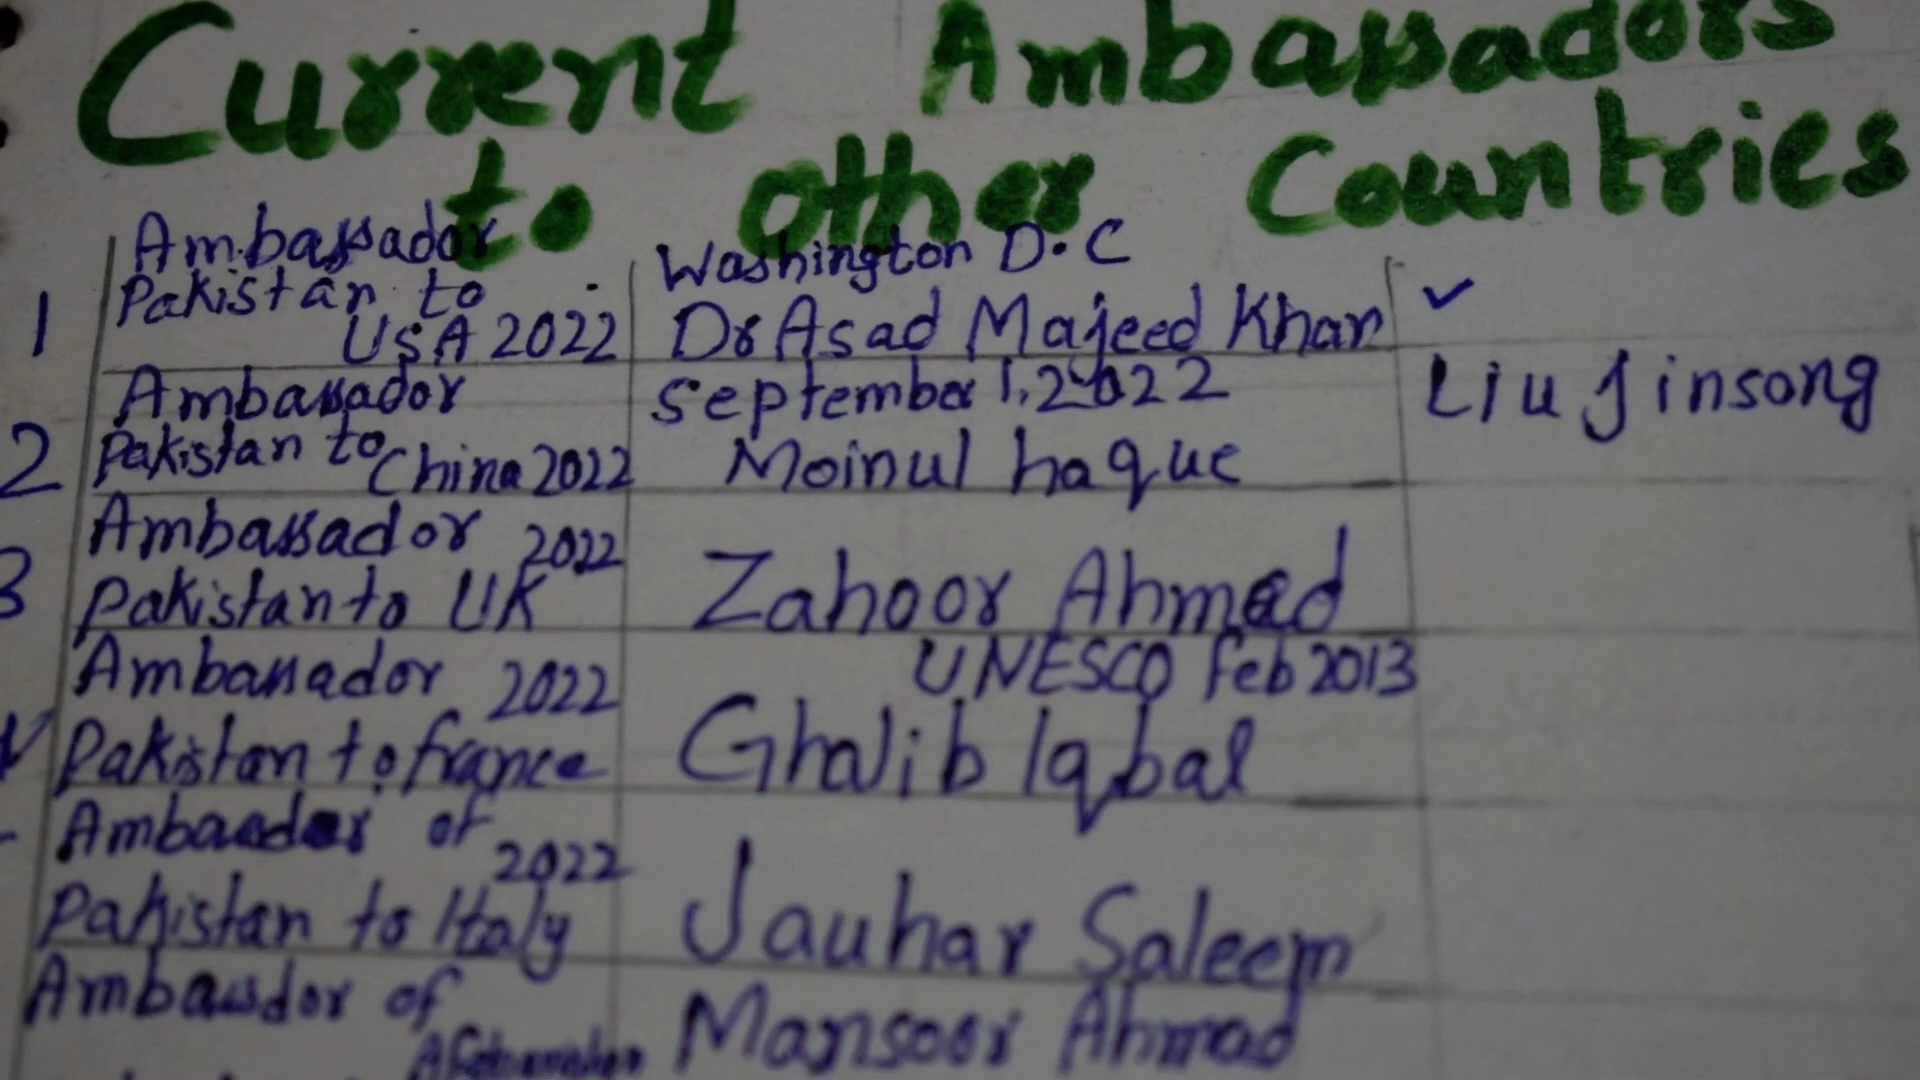 Current Ambassadors
to other Countries
1 Ambassador Pakistan to USA 2022
Washington D.C
Dr Asad Majeed Khan
2 Ambassador Pakistan to China 2022
September 1, 2022
Moinul haque
Liu Jinsong
3 Ambassador 2022
Pakistan to UK
Zahoor Ahmad
Ambassador 2022
Pakistan to france
UNESCO Feb 2013
Ghalib Iqbal
of 2022
Pakistan to Italy
Jauhar Saleem
of
Mansoor Ahmad